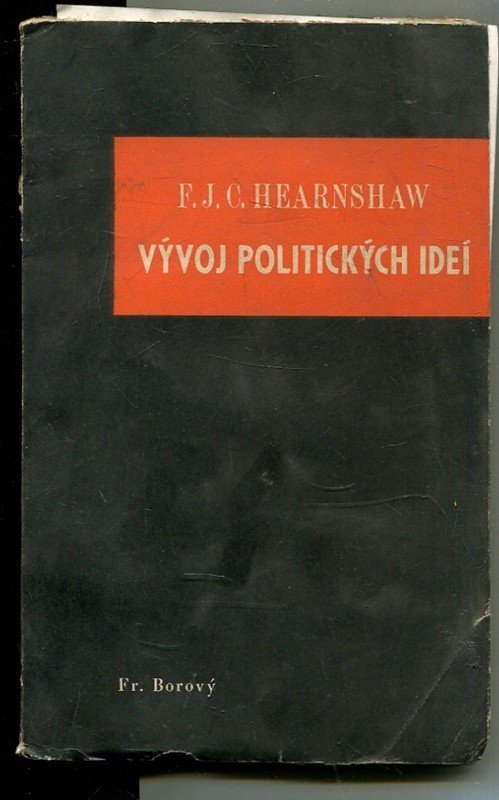 F. J. C. HEARNSHAW
VÝVOJ POLITICKÝCH IDEÍ
Fr. Borový